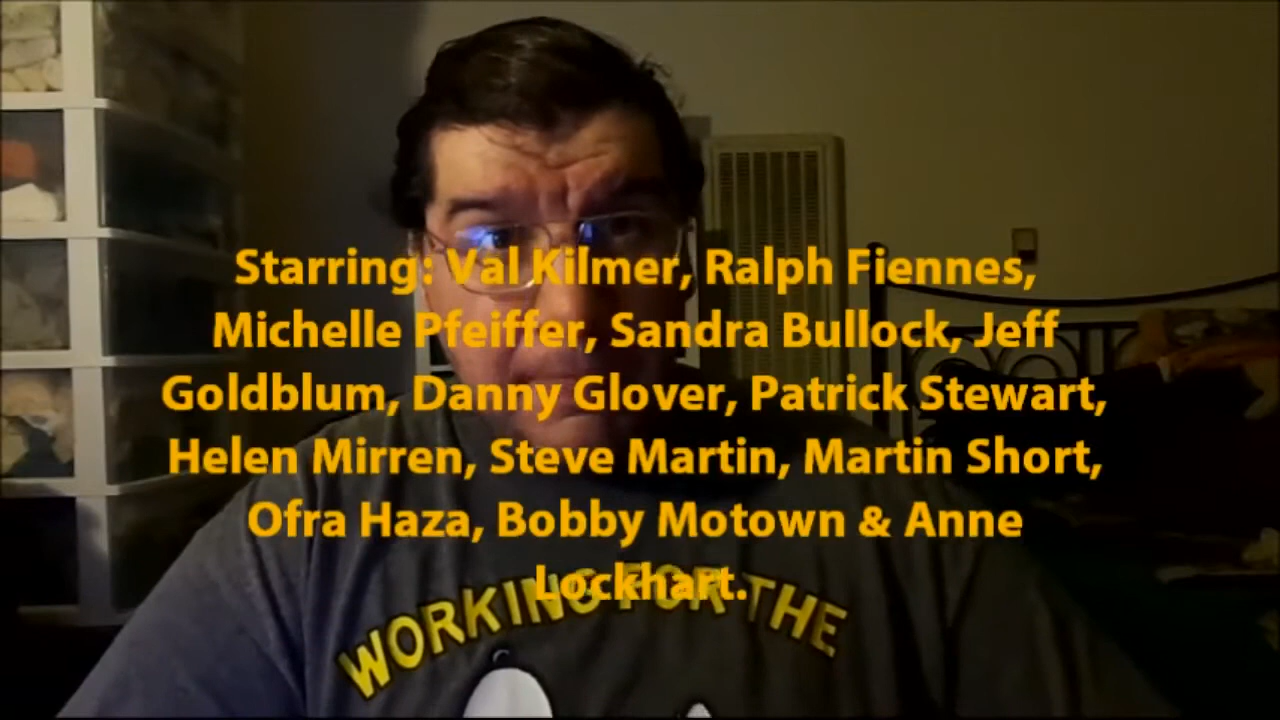 Starring: Val Kilmer, Ralph Fiennes,
Michelle Pfeiffer, Sandra Bullock, Jeff
Goldblum, Danny Glover, Patrick Stewart,
Helen Mirren, Steve Martin, Martin Short,
Ofra Haza, Bobby Motown & Anne
Lockhart.
WORKING FOR THE